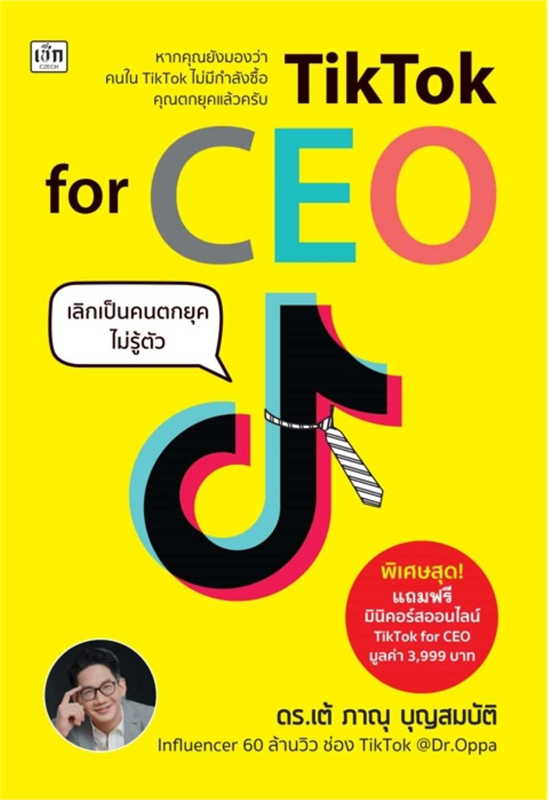 เช็ก
CZECH
หากคุณยังมองว่า
คนใน TikTok ไม่มีกำลังซื้อ
คุณตกยุคแล้วครับ
TikTok
for CEO
เลิกเป็นคนตกยุค
ไม่รู้ตัว
พิเศษสุด!
แถมฟรี
มินิคอร์สออนไลน์
TikTok for CEO
มูลค่า 3,999 บาท
ดร.เต้ ภาณุ บุญสมบัติ
Influencer 60 ล้านวิว ช่อง TikTok @Dr.Oppa